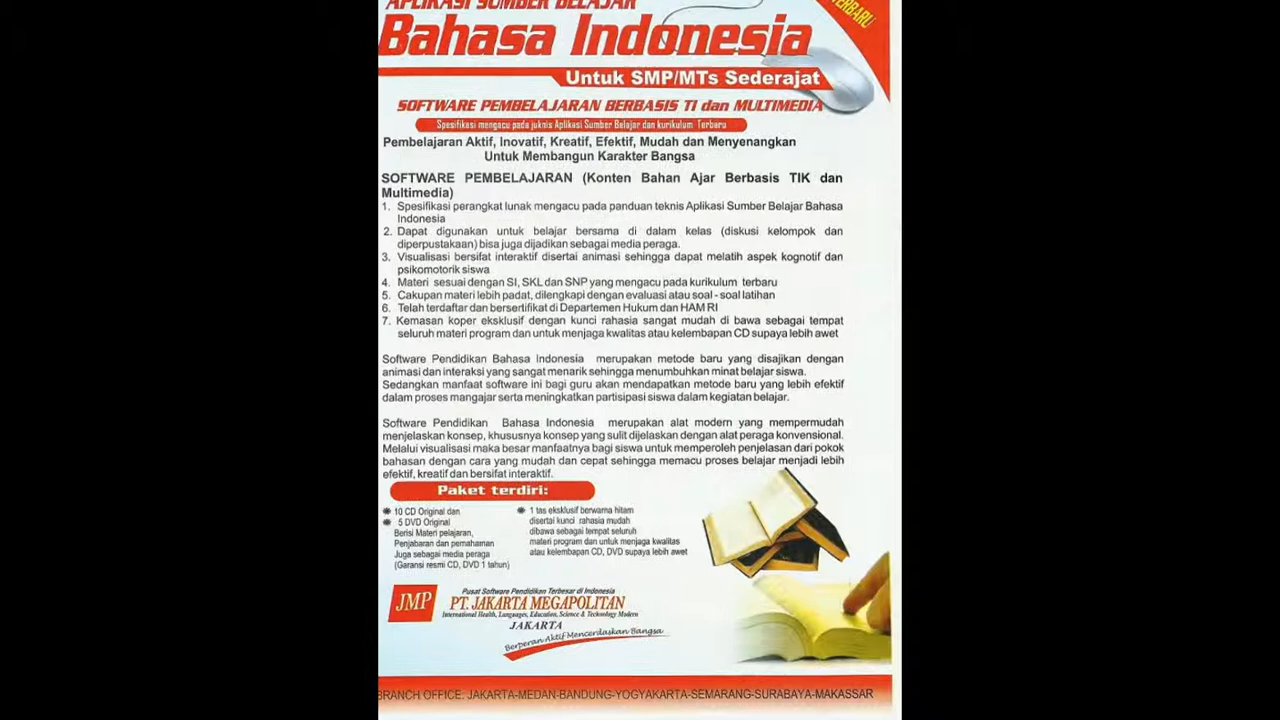 APLIKASI SUMBER BELAJAR
TERBARU
Bahasa Indonesia
Untuk SMP/MTs Sederajat
SOFTWARE PEMBELAJARAN BERBASIS TI dan MULTIMEDIA
Spesifikasi mengacu pada juknis Aplikasi Sumber Belajar dan kurikulum Terbaru
Pembelajaran Aktif, Inovatif, Kreatif, Efektif, Mudah dan Menyenangkan
Untuk Membangun Karakter Bangsa
SOFTWARE PEMBELAJARAN (Konten Bahan Ajar Berbasis TIK dan
Multimedia)
1. Spesifikasi perangkat lunak mengacu pada panduan teknis Aplikasi Sumber Belajar Bahasa
Indonesia
2. Dapat digunakan untuk belajar bersama di dalam kelas (diskusi kelompok dan
diperpustakaan) bisa juga dijadikan sebagai media peraga.
3. Visualisasi bersifat interaktif disertai animasi sehingga dapat melatih aspek kognotif dan
psikomotorik siswa
4. Materi sesuai dengan SI, SKL dan SNP yang mengacu pada kurikulum terbaru
5. Cakupan materi lebih padat, dilengkapi dengan evaluasi atau soal - soal latihan
6. Telah terdaftar dan bersertifikat di Departemen Hukum dan HAM RI
7. Kemasan koper eksklusif dengan kunci rahasia sangat mudah di bawa sebagai tempat
seluruh materi program dan untuk menjaga kwalitas atau kelembapan CD supaya lebih awet
Software Pendidikan Bahasa Indonesia merupakan metode baru yang disajikan dengan
animasi dan interaksi yang sangat menarik sehingga menumbuhkan minat belajar siswa.
Sedangkan manfaat software ini bagi guru akan mendapatkan metode baru yang lebih efektif
dalam proses mangajar serta meningkatkan partisipasi siswa dalam kegiatan belajar.
Software Pendidikan Bahasa Indonesia merupakan alat modern yang mempermudah
menjelaskan konsep, khususnya konsep yang sulit dijelaskan dengan alat peraga konvensional.
Melalui visualisasi maka besar manfaatnya bagi siswa untuk memperoleh penjelasan dari pokok
bahasan dengan cara yang mudah dan cepat sehingga memacu proses belajar menjadi lebih
efektif, kreatif dan bersifat interaktif.
Paket terdiri:
10 CD Original dan
5 DVD Original
Berisi Materi pelajaran,
Penjabaran dan pemahaman
Juga sebagai media peraga
(Garansi resmi CD, DVD 1 tahun)
1 tas eksklusif berwarna hitam
disertai kunci rahasia mudah
dibawa sebagai tempat seluruh
materi program dan untuk menjaga kwalitas
atau kelembapan CD, DVD supaya lebih awet
JMP
Pusat Software Pendidikan Terbesar di Indonesia
PT. JAKARTA MEGAPOLITAN
International Health, Languages, Education, Science & Technology Modern
JAKARTA
Berperan Aktif Mencerdaskan Bangsa
BRANCH OFFICE: JAKARTA-MEDAN-BANDUNG-YOGYAKARTA-SEMARANG-SURABAYA-MAKASSAR